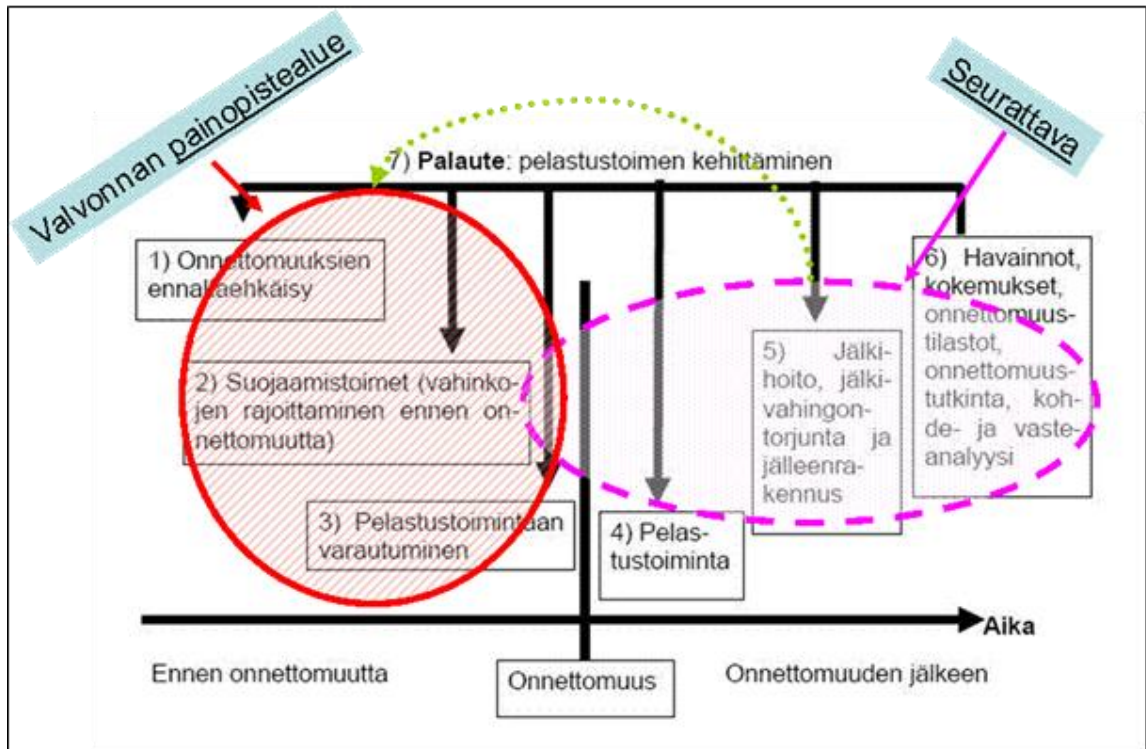 Valvonnan painopistealue
Seurattava
7) Palaute: pelastustoimen kehittäminen
1) Onnettomuuksien
ennaltaehkäisy
2) Suojaamistoimet (vahinko-
jen rajoittaminen ennen on-
nettomuutta)
3) Pelastustoimintaan
varautuminen
4) Pelas-
tustoiminta
5) Jälki-
hoito, jälki-
vahingon-
torjunta ja
jälleenra-
kennus
6) Havainnot,
kokemukset,
onnettomuus-
tilastot,
onnettomuus-
tutkinta, koh-
de- ja vaste-
analyysi
Aika
Ennen onnettomuutta
Onnettomuus
Onnettomuuden jälkeen